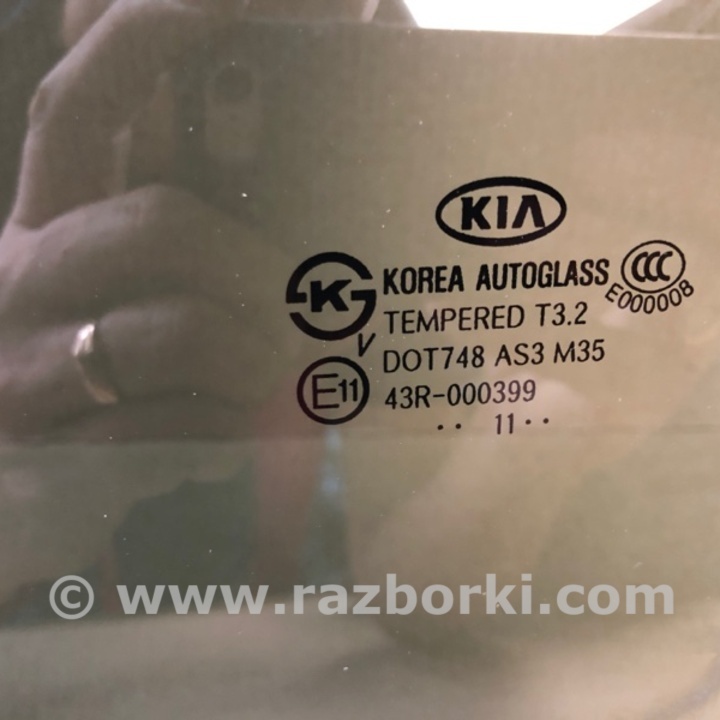 KIA
KOREA AUTOGLASS
CCC
E000008
K
TEMPERED T3.2
V
DOT748 AS3 M35
E11
43R-000399
·· 11··
© www.razborki.com